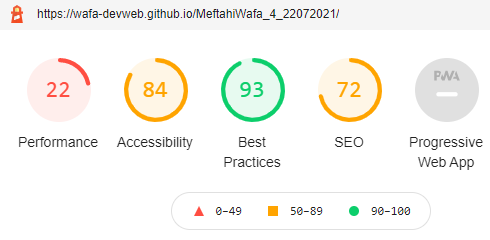 https://wafa-devweb.github.io/MeftahiWafa_4_22072021/
22 84 93 72 PWA
Performance Accessibility Best Practices SEO Progressive Web App
0–49 50–89 90–100